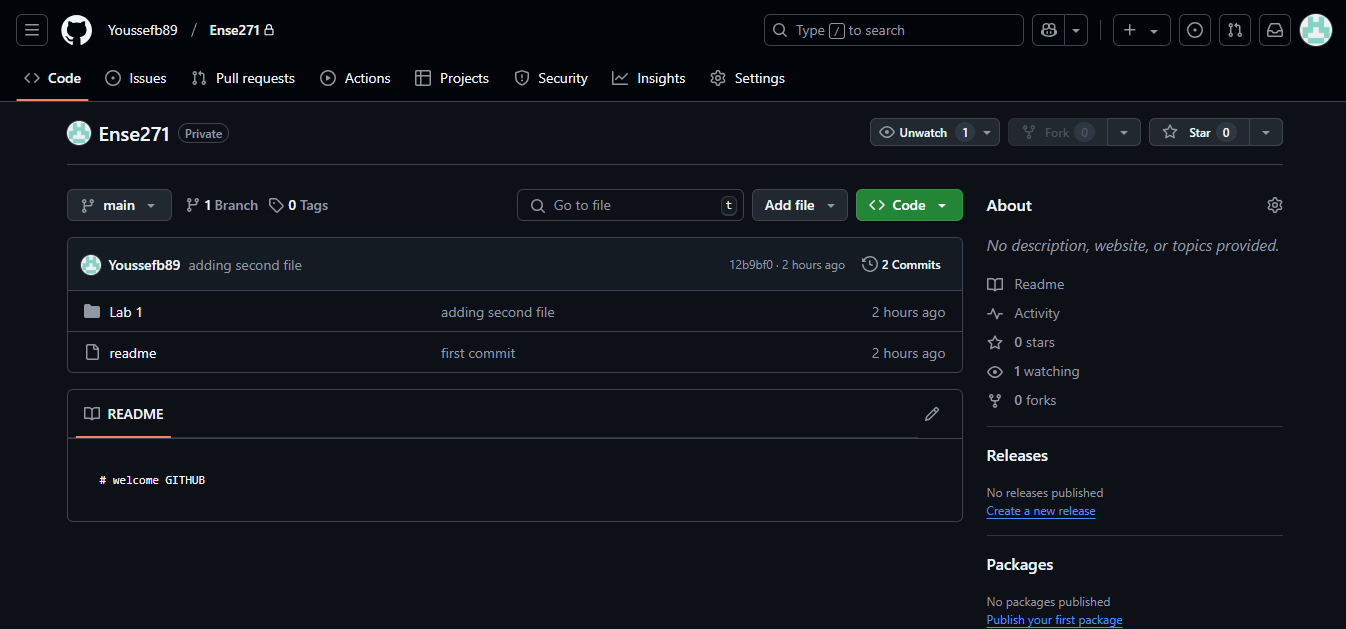 Youssefb89 / Ense271
Type / to search
Code Issues Pull requests Actions Projects Security Insights Settings
Ense271 Private
Unwatch 1 Fork 0 Star 0
main 1 Branch 0 Tags
Go to file t Add file Code
Youssefb89 adding second file 12b9bf0 · 2 hours ago 2 Commits
Lab 1 adding second file 2 hours ago
readme first commit 2 hours ago
README
# welcome GITHUB
About
No description, website, or topics provided.
Readme
Activity
0 stars
1 watching
0 forks
Releases
No releases published
Create a new release
Packages
No packages published
Publish your first package